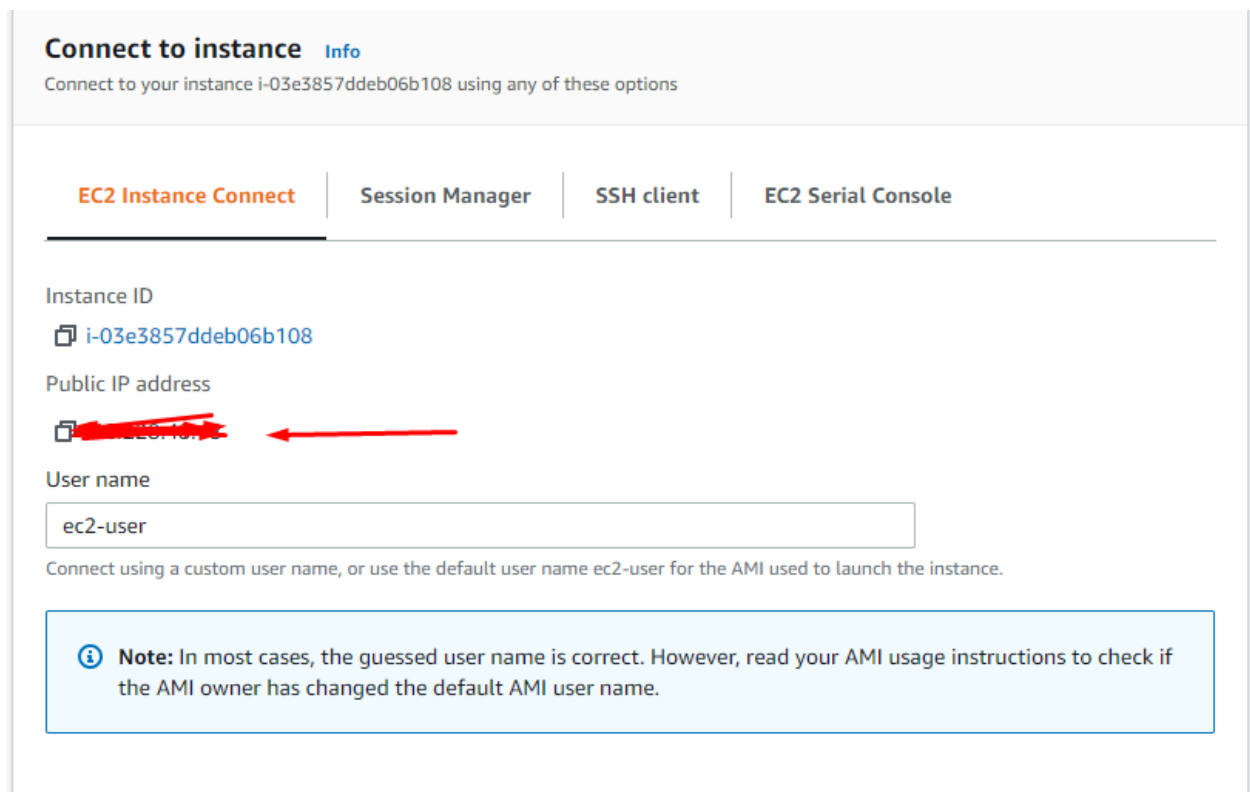 Connect to instance Info
Connect to your instance i-03e3857ddeb06b108 using any of these options
EC2 Instance Connect Session Manager SSH client EC2 Serial Console
Instance ID
i-03e3857ddeb06b108
Public IP address
User name
ec2-user
Connect using a custom user name, or use the default user name ec2-user for the AMI used to launch the instance.
Note: In most cases, the guessed user name is correct. However, read your AMI usage instructions to check if
the AMI owner has changed the default AMI user name.